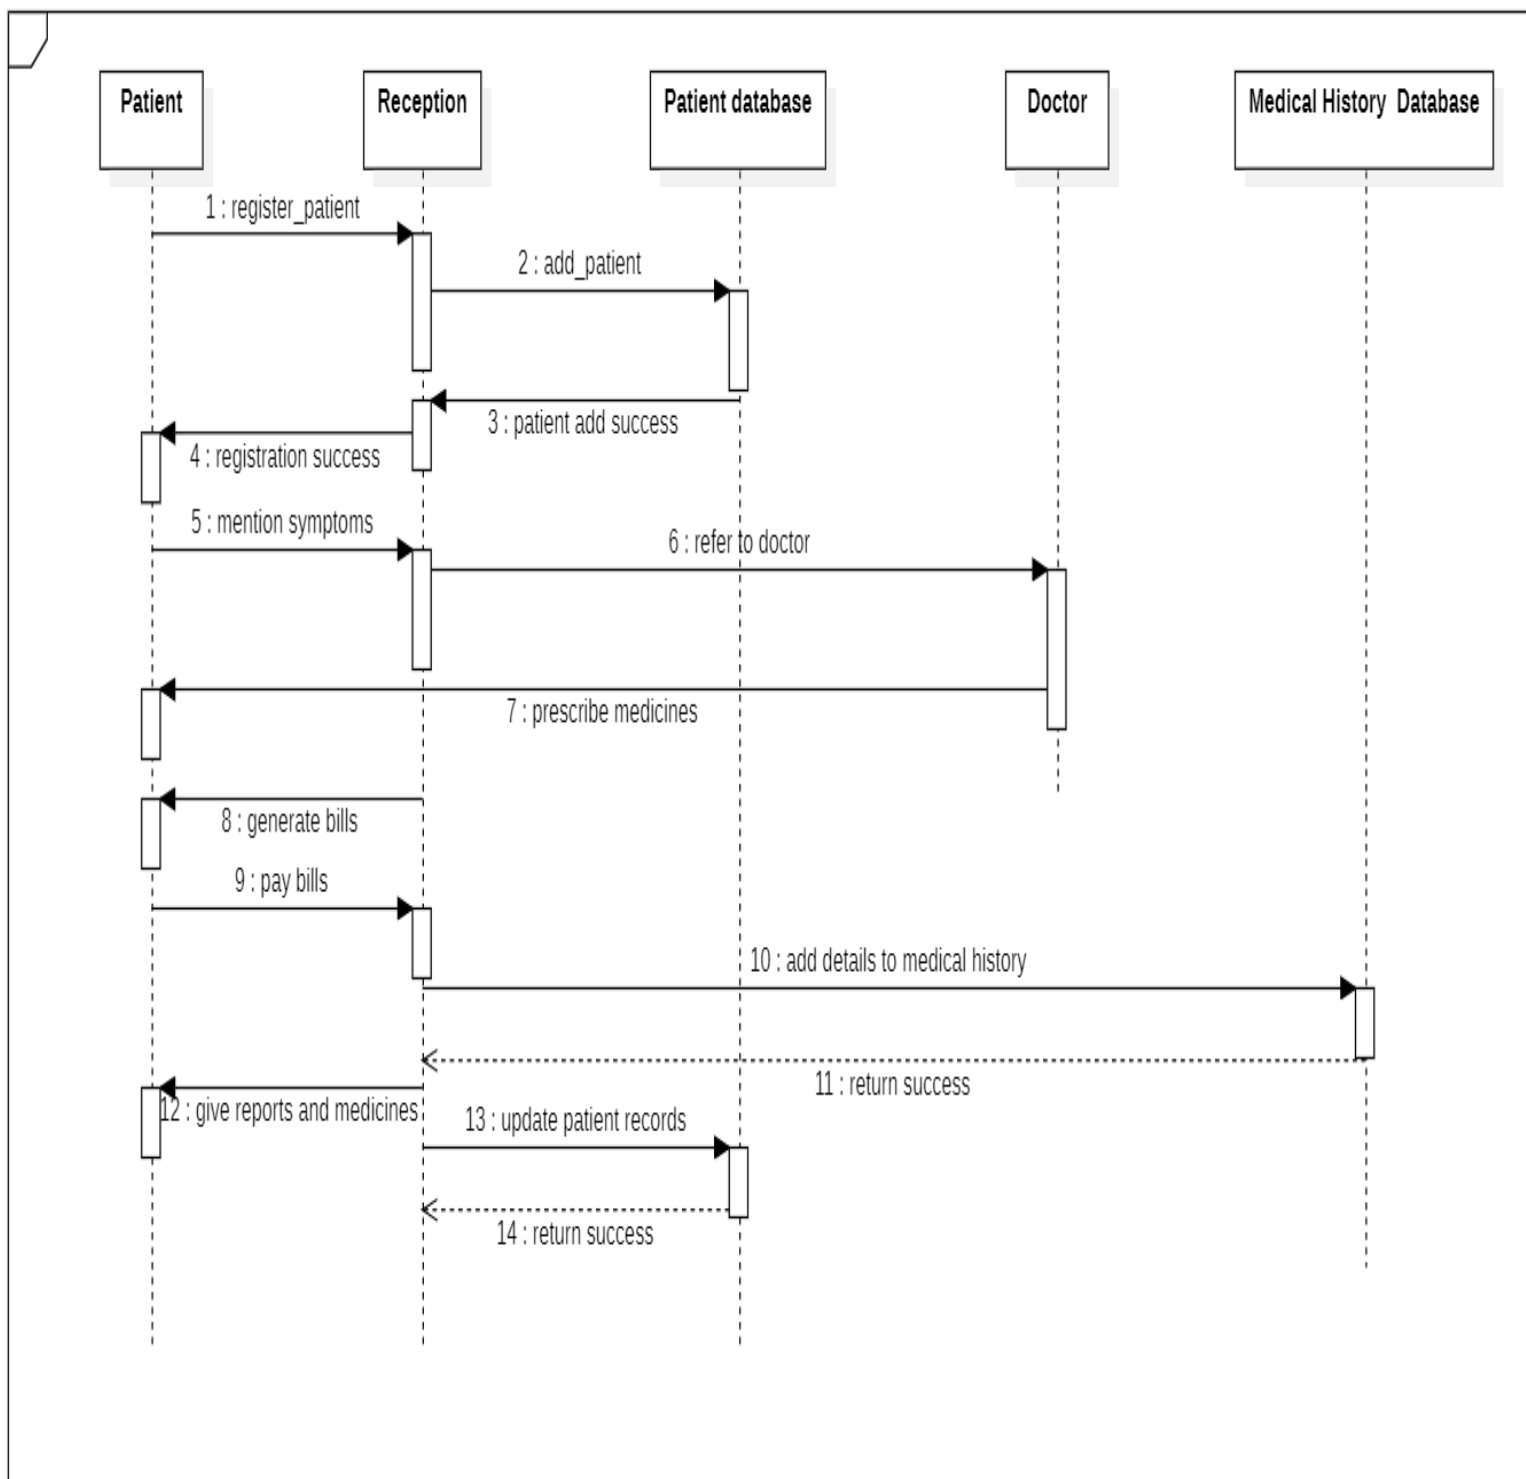 Patient
Reception
Patient database
Doctor
Medical History Database
1 : register_patient
2 : add_patient
3 : patient add success
4 : registration success
5 : mention symptoms
6 : refer to doctor
7 : prescribe medicines
8 : generate bills
9 : pay bills
10 : add details to medical history
11 : return success
12 : give reports and medicines
13 : update patient records
14 : return success